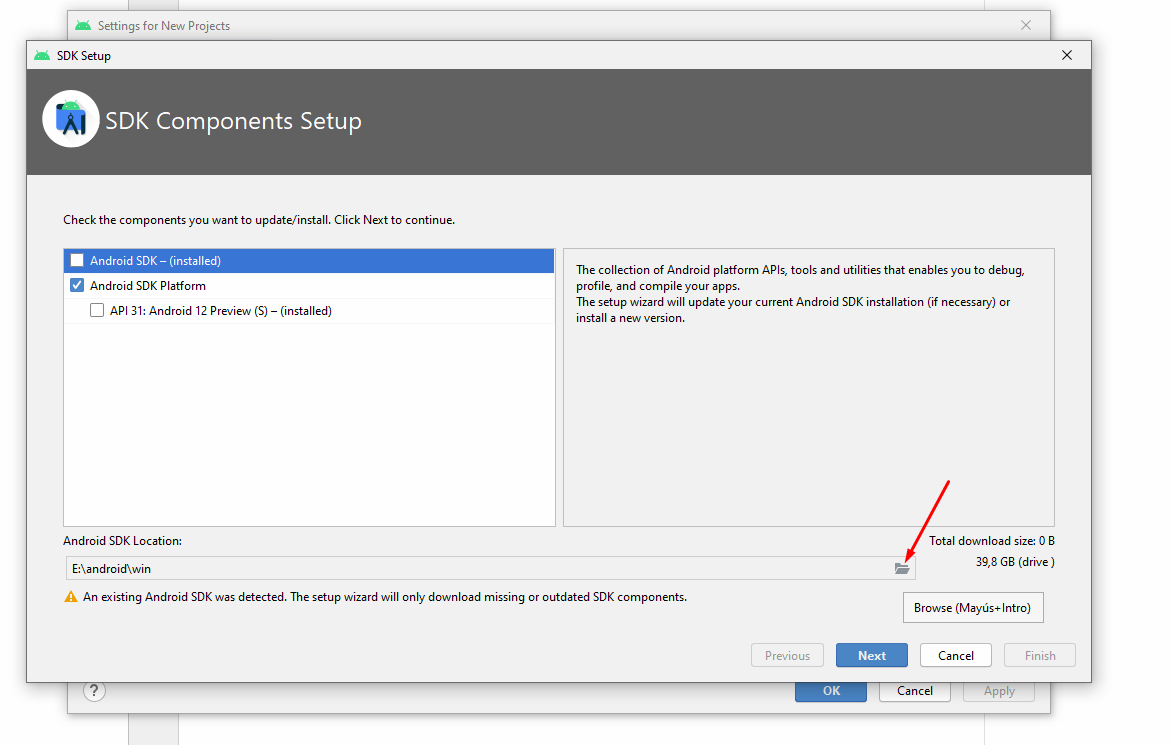 Settings for New Projects
SDK Setup
SDK Components Setup
Check the components you want to update/install. Click Next to continue.
Android SDK – (installed)
Android SDK Platform
API 31: Android 12 Preview (S) – (installed)
The collection of Android platform APIs, tools and utilities that enables you to debug,
profile, and compile your apps.
The setup wizard will update your current Android SDK installation (if necessary) or
install a new version.
Android SDK Location:
Total download size: 0 B
E:\android\win
39,8 GB (drive )
An existing Android SDK was detected. The setup wizard will only download missing or outdated SDK components.
Browse (Mayús+Intro)
Previous
Next
Cancel
Finish
?
OK
Cancel
Apply